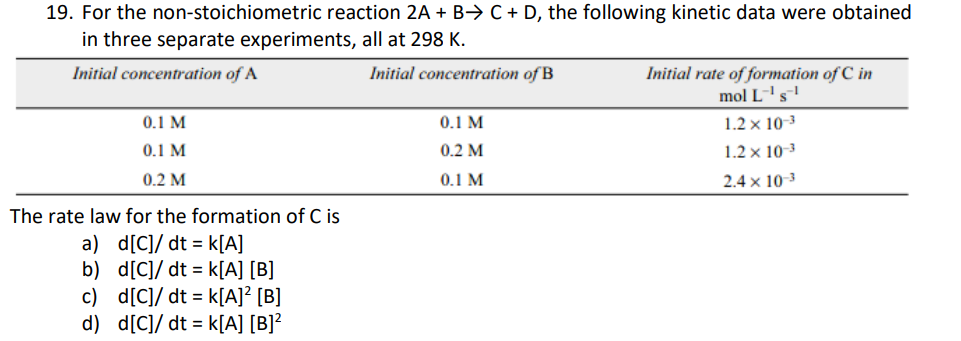 19. For the non-stoichiometric reaction 2A + B→ C + D, the following kinetic data were obtained
in three separate experiments, all at 298 K.
Initial concentration of A Initial concentration of B Initial rate of formation of C in
mol L⁻¹ s⁻¹
0.1 M 0.1 M 1.2 × 10⁻³
0.1 M 0.2 M 1.2 × 10⁻³
0.2 M 0.1 M 2.4 × 10⁻³
The rate law for the formation of C is
a) d[C]/ dt = k[A]
b) d[C]/ dt = k[A] [B]
c) d[C]/ dt = k[A]² [B]
d) d[C]/ dt = k[A] [B]²